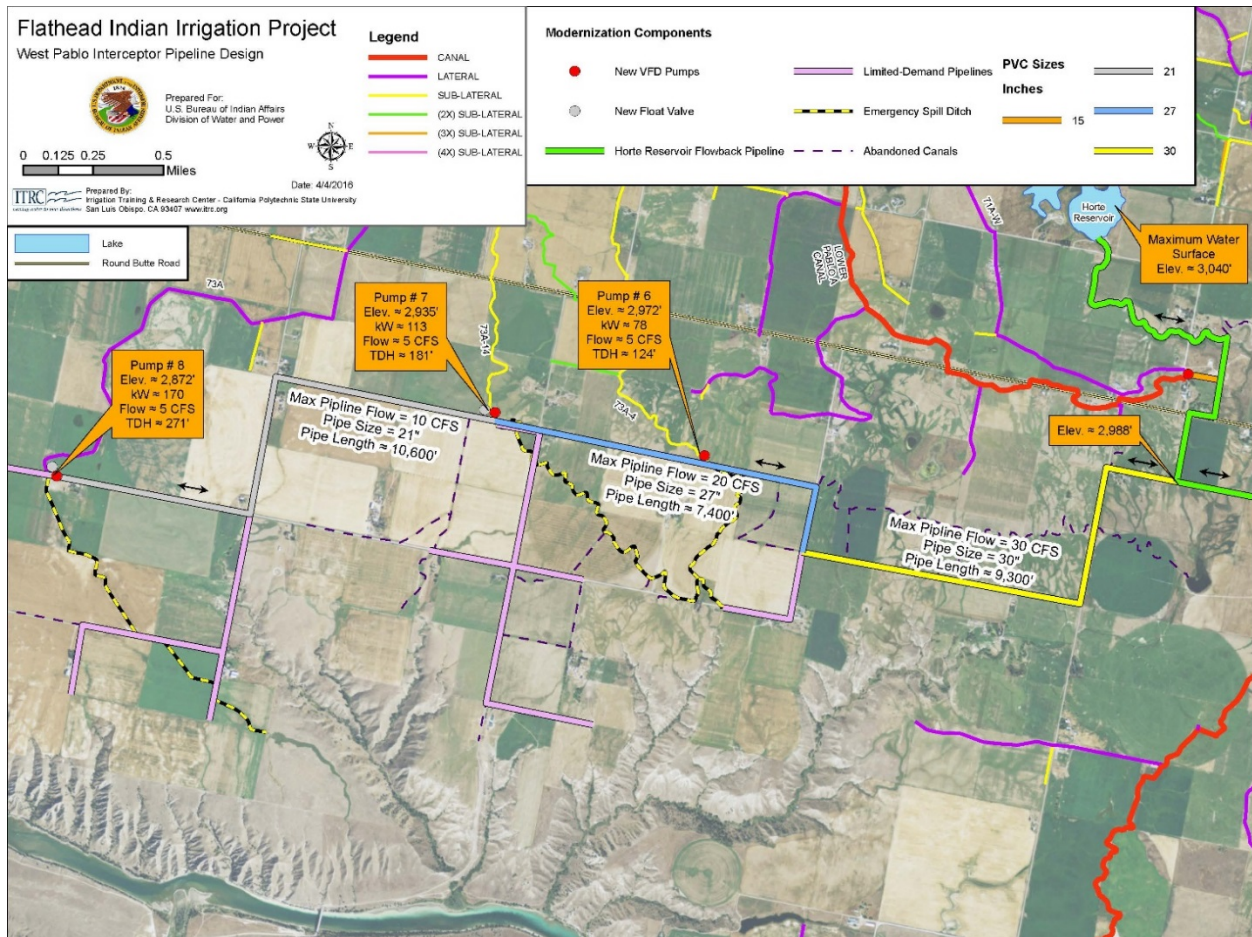 Flathead Indian Irrigation Project
West Pablo Interceptor Pipeline Design
Prepared For:
U.S. Bureau of Indian Affairs
Division of Water and Power
0 0.125 0.25 0.5
Miles
N
W E
S
Date: 4/4/2016
ITRC
Prepared By:
Irrigation Training & Research Center - California Polytechnic State University
San Luis Obispo, CA 93407 www.itrc.org
Legend
CANAL
LATERAL
SUB-LATERAL
(2X) SUB-LATERAL
(3X) SUB-LATERAL
(4X) SUB-LATERAL
Lake
Round Butte Road
Modernization Components
New VFD Pumps
New Float Valve
Horte Reservoir Flowback Pipeline
Limited-Demand Pipelines
Emergency Spill Ditch
Abandoned Canals
PVC Sizes
Inches
15
21
27
30
Horte
Reservoir
Maximum Water
Surface
Elev. ≈ 3,040'
71A-W
LOWER
PABLO A
CANAL
73A
73A-14
73A-4
Pump # 8
Elev. ≈ 2,872'
kW ≈ 170
Flow ≈ 5 CFS
TDH ≈ 271'
Pump # 7
Elev. ≈ 2,935'
kW ≈ 113
Flow ≈ 5 CFS
TDH ≈ 181'
Pump # 6
Elev. ≈ 2,972'
kW ≈ 78
Flow ≈ 5 CFS
TDH ≈ 124'
Elev. ≈ 2,988'
Max Pipline Flow = 10 CFS
Pipe Size = 21"
Pipe Length ≈ 10,600'
Max Pipline Flow = 20 CFS
Pipe Size = 27"
Pipe Length ≈ 7,400'
Max Pipline Flow = 30 CFS
Pipe Size = 30"
Pipe Length ≈ 9,300'